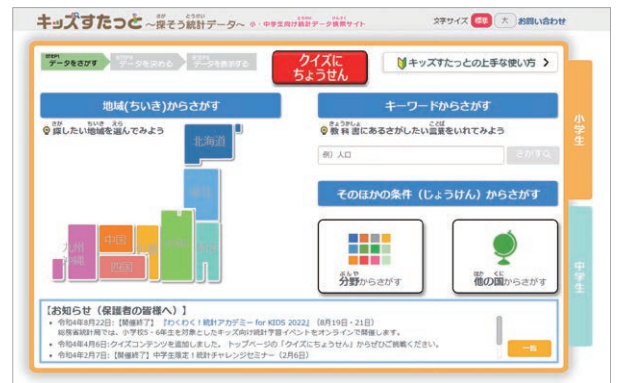 キッズすたっと～探そう統計データ～ 小・中学生向け統計データ検索サイト
文字サイズ 標準 大 お問い合わせ
STEP1 データをさがす
データを決める
データを表示する
クイズに
ちょうせん
キッズすたっとの上手な使い方
地域(ちいき)からさがす
探したい地域を選んでみよう
北海道
中国
四国
九州
沖縄
キーワードからさがす
教科書にあるさがしたい言葉をいれてみよう
例）人口
さがす
そのほかの条件（じょうけん）からさがす
分野からさがす
他の国からさがす
小学生
中学生
【お知らせ（保護者の皆様へ）】
• 令和4年8月22日:【開催終了】『わくわく！統計アカデミー for KIDS 2022』（8月19日・21日）
総務省統計局では、小学校5・6年生を対象としたキッズ向け統計学習イベントをオンラインで開催します。
• 令和4年4月6日:クイズコンテンツを追加しました。トップページの「クイズにちょうせん」からぜひご挑戦ください。
• 令和4年2月7日:【開催終了】中学生限定！統計チャレンジセミナー（2月6日）
一覧